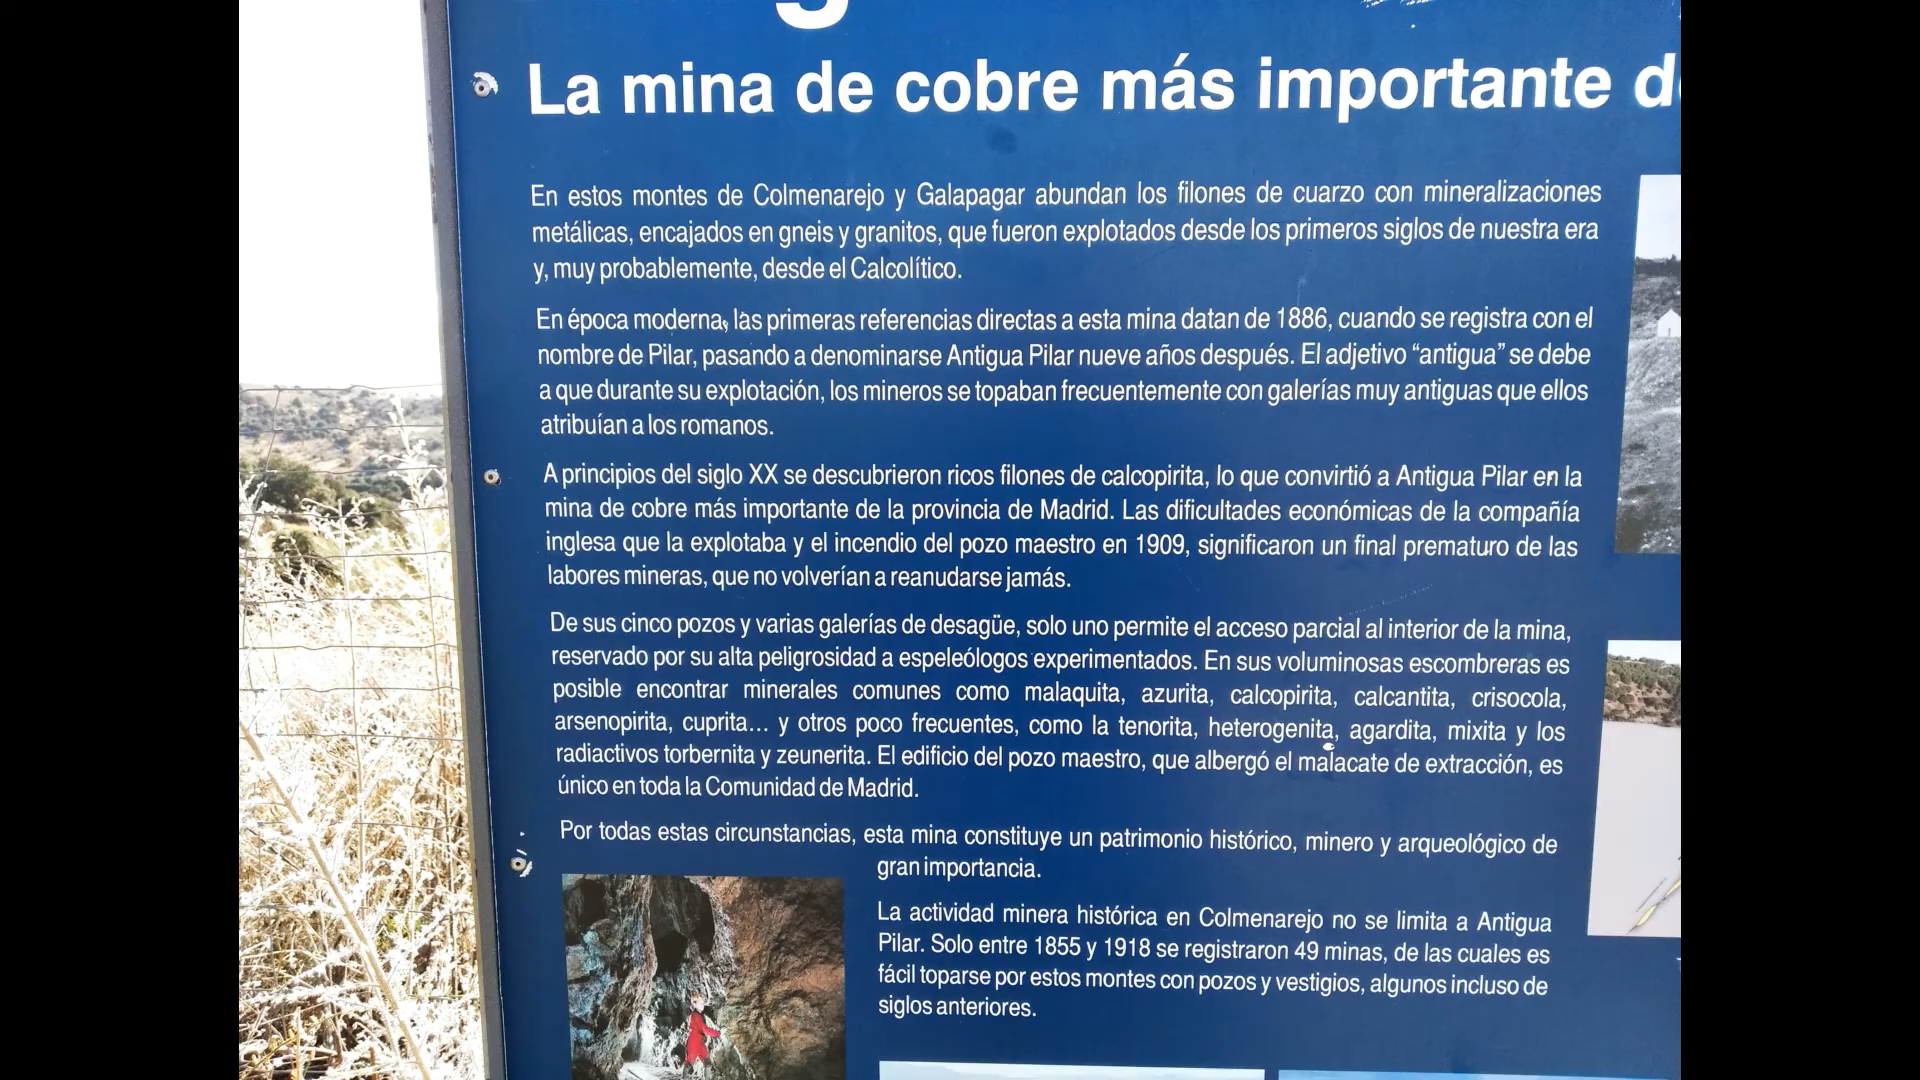 La mina de cobre más importante
En estos montes de Colmenarejo y Galapagar abundan los filones de cuarzo con mineralizaciones
metálicas, encajados en gneis y granitos, que fueron explotados desde los primeros siglos de nuestra era
y, muy probablemente, desde el Calcolítico.
En época moderna, las primeras referencias directas a esta mina datan de 1886, cuando se registra con el
nombre de Pilar, pasando a denominarse Antigua Pilar nueve años después. El adjetivo “antigua” se debe
a que durante su explotación, los mineros se topaban frecuentemente con galerías muy antiguas que ellos
atribuían a los romanos.
A principios del siglo XX se descubrieron ricos filones de calcopirita, lo que convirtió a Antigua Pilar en la
mina de cobre más importante de la provincia de Madrid. Las dificultades económicas de la compañía
inglesa que la explotaba y el incendio del pozo maestro en 1909, significaron un final prematuro de las
labores mineras, que no volverían a reanudarse jamás.
De sus cinco pozos y varias galerías de desagüe, solo uno permite el acceso parcial al interior de la mina,
reservado por su alta peligrosidad a espeleólogos experimentados. En sus voluminosas escombreras es
posible encontrar minerales comunes como malaquita, azurita, calcopirita, calcantita, crisocola,
arsenopirita, cuprita... y otros poco frecuentes, como la tenorita, heterogenita, agardita, mixita y los
radiactivos torbernita y zeunerita. El edificio del pozo maestro, que albergó el malacate de extracción, es
único en toda la Comunidad de Madrid.
Por todas estas circunstancias, esta mina constituye un patrimonio histórico, minero y arqueológico de
gran importancia.
La actividad minera histórica en Colmenarejo no se limita a Antigua
Pilar. Solo entre 1855 y 1918 se registraron 49 minas, de las cuales es
fácil toparse por estos montes con pozos y vestigios, algunos incluso de
siglos anteriores.